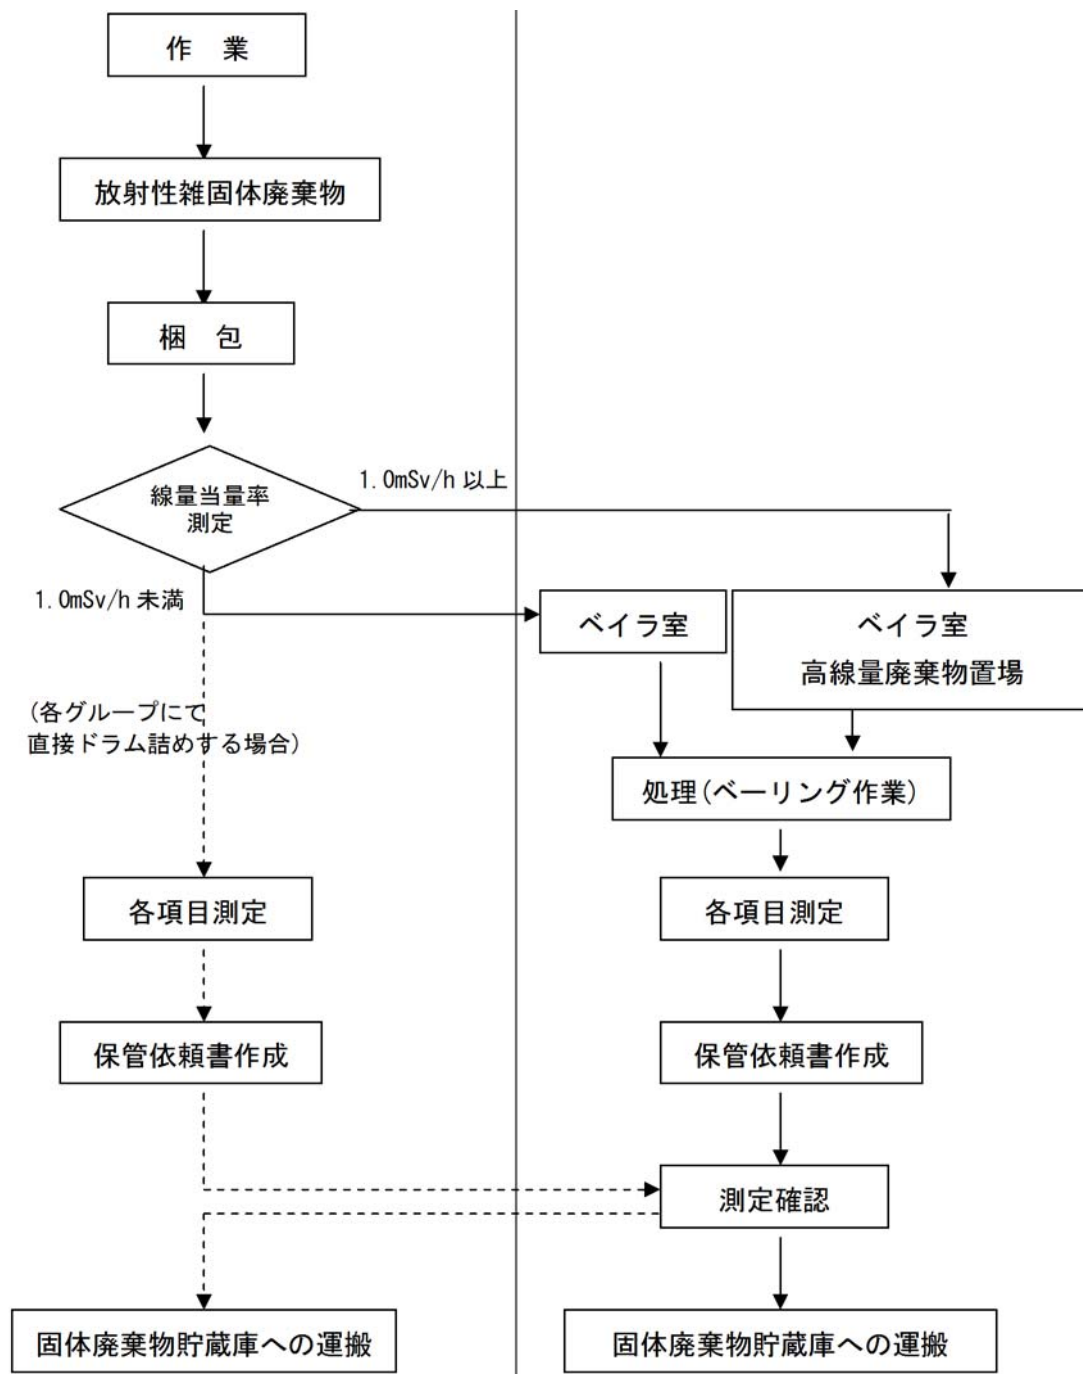 作　業
放射性雑固体廃棄物
梱　包
線量当量率
測定
1.0mSv/h 以上
1.0mSv/h 未満
ベイラ室
ベイラ室
高線量廃棄物置場
(各グループにて
直接ドラム詰めする場合)
処理(ベーリング作業)
各項目測定
各項目測定
保管依頼書作成
保管依頼書作成
測定確認
固体廃棄物貯蔵庫への運搬
固体廃棄物貯蔵庫への運搬